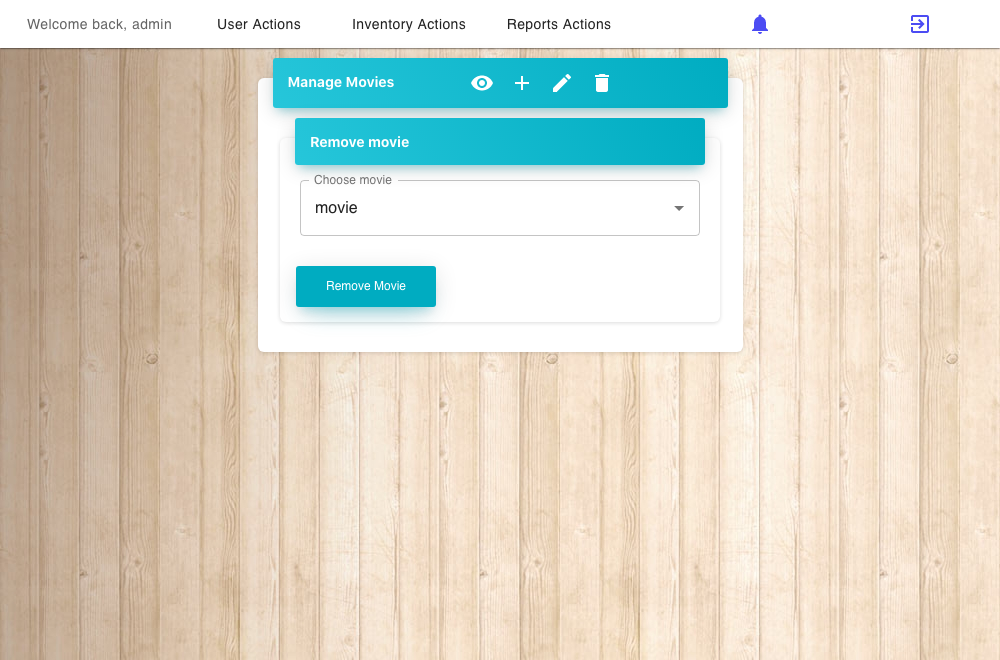 Welcome back, admin User Actions Inventory Actions Reports Actions
Manage Movies
Remove movie
Choose movie
movie
Remove Movie